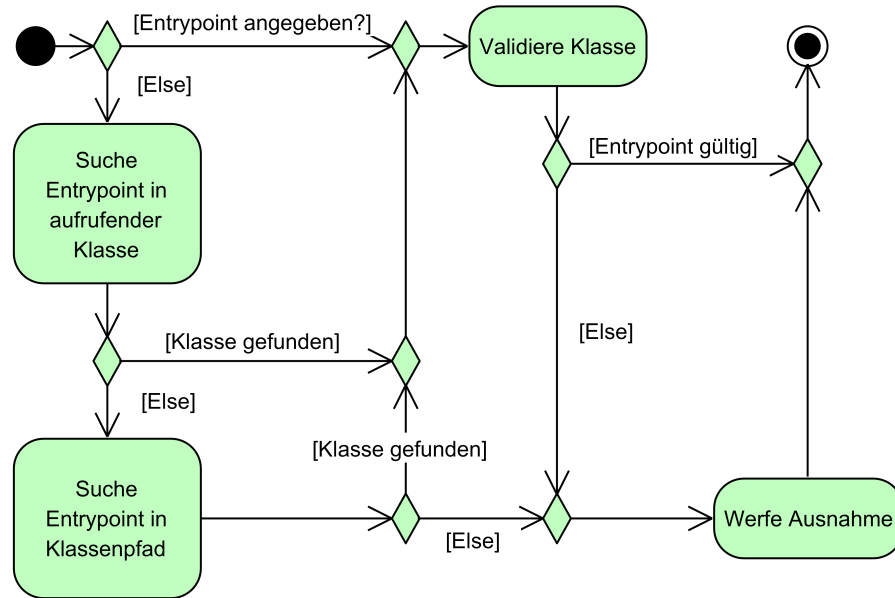 [Entrypoint angegeben?]
Validiere Klasse
[Else]
Suche
Entrypoint in
aufrufender
Klasse
[Entrypoint gültig]
[Else]
[Klasse gefunden]
[Else]
[Klasse gefunden]
Suche
Entrypoint in
Klassenpfad
[Else]
Werfe Ausnahme